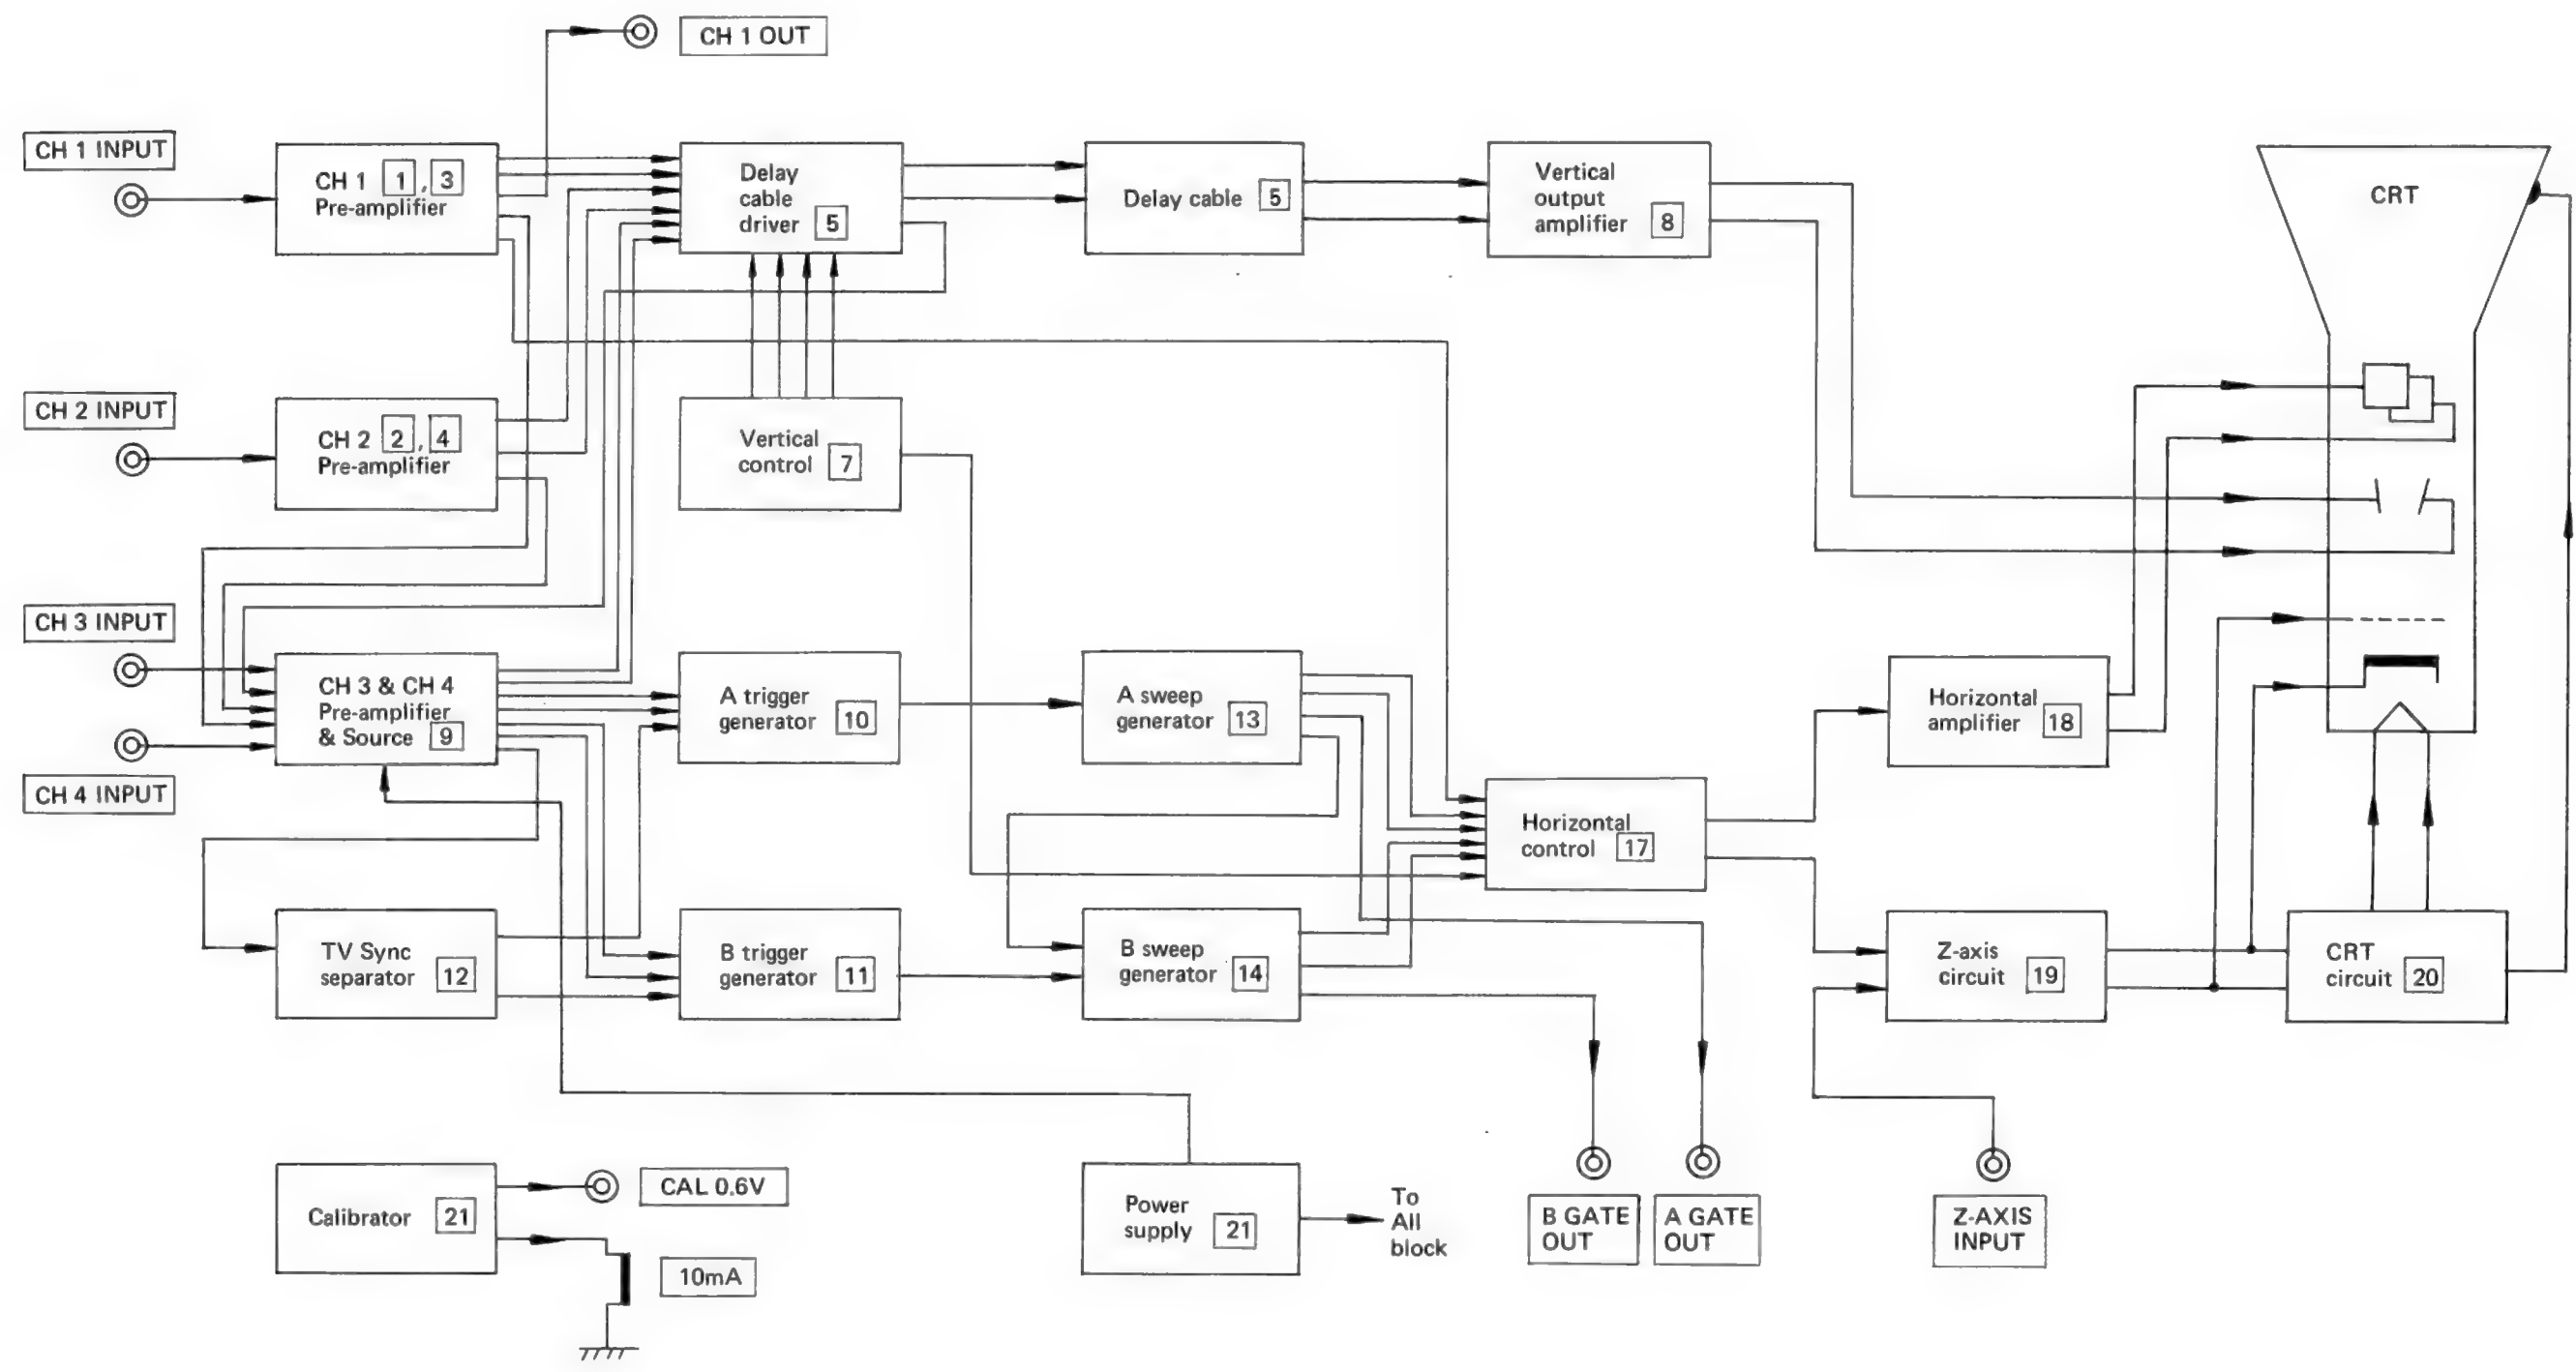 CH 1 OUT
CH 1 INPUT
CH 1 1, 3
Pre-amplifier
Delay
cable
driver 5
Delay cable 5
Vertical
output
amplifier 8
CRT
CH 2 INPUT
CH 2 2, 4
Pre-amplifier
Vertical
control 7
CH 3 INPUT
CH 3 & CH 4
Pre-amplifier
& Source 9
CH 4 INPUT
A trigger
generator 10
A sweep
generator 13
Horizontal
amplifier 18
Horizontal
control 17
TV Sync
separator 12
B trigger
generator 11
B sweep
generator 14
Z-axis
circuit 19
CRT
circuit 20
Calibrator 21
CAL 0.6V
10mA
Power
supply 21
To
All
block
B GATE
OUT
A GATE
OUT
Z-AXIS
INPUT